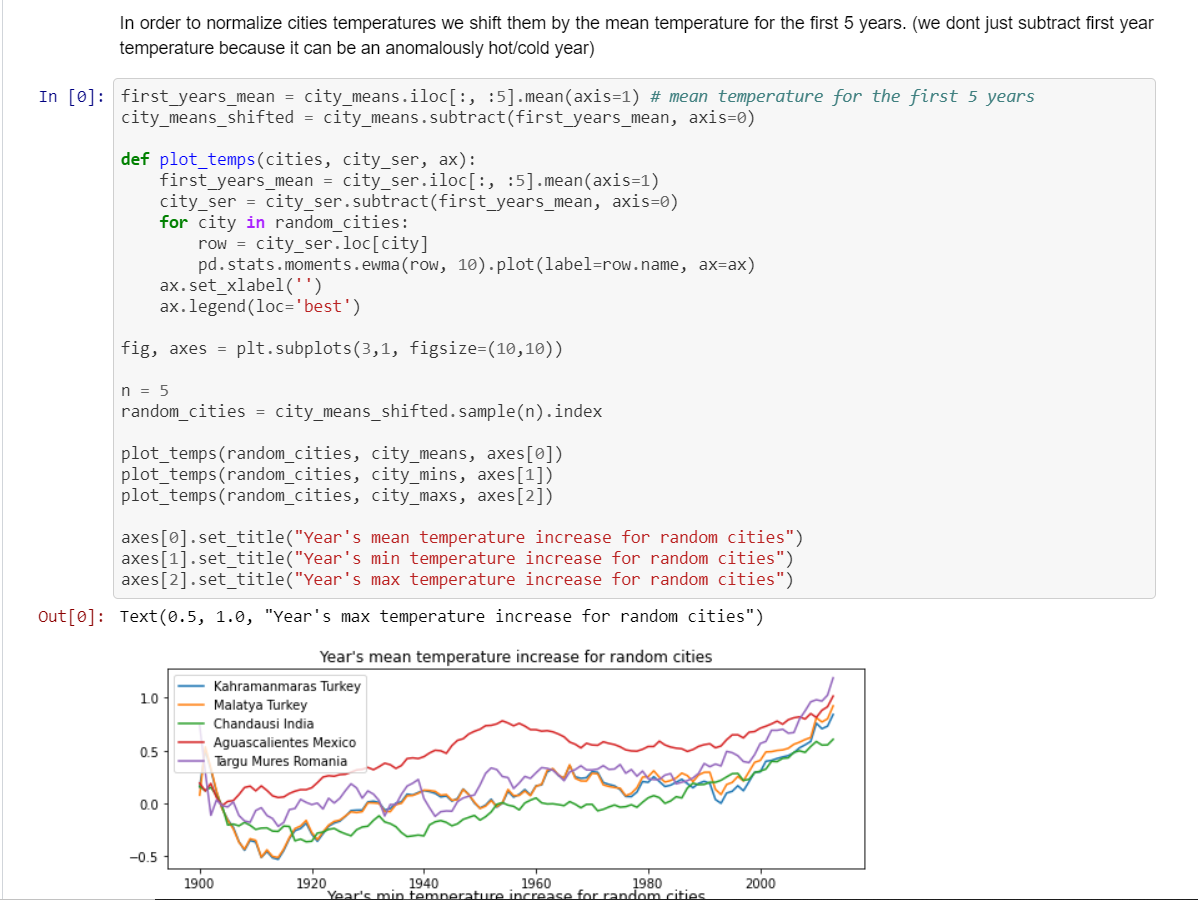 In order to normalize cities temperatures we shift them by the mean temperature for the first 5 years. (we dont just subtract first year
temperature because it can be an anomalously hot/cold year)
In [0]:
first_years_mean = city_means.iloc[:, :5].mean(axis=1) # mean temperature for the first 5 years
city_means_shifted = city_means.subtract(first_years_mean, axis=0)
def plot_temps(cities, city_ser, ax):
    first_years_mean = city_ser.iloc[:, :5].mean(axis=1)
    city_ser = city_ser.subtract(first_years_mean, axis=0)
    for city in random_cities:
        row = city_ser.loc[city]
        pd.stats.moments.ewma(row, 10).plot(label=row.name, ax=ax)
    ax.set_xlabel('')
    ax.legend(loc='best')
fig, axes = plt.subplots(3,1, figsize=(10,10))
n = 5
random_cities = city_means_shifted.sample(n).index
plot_temps(random_cities, city_means, axes[0])
plot_temps(random_cities, city_mins, axes[1])
plot_temps(random_cities, city_maxs, axes[2])
axes[0].set_title("Year's mean temperature increase for random cities")
axes[1].set_title("Year's min temperature increase for random cities")
axes[2].set_title("Year's max temperature increase for random cities")
Out[0]: Text(0.5, 1.0, "Year's max temperature increase for random cities")
Year's mean temperature increase for random cities
Kahramanmaras Turkey
Malatya Turkey
Chandausi India
Aguascalientes Mexico
Targu Mures Romania
1.0
0.5
0.0
−0.5
1900 1920 1940 1960 1980 2000
Year's min temperature increase for random cities